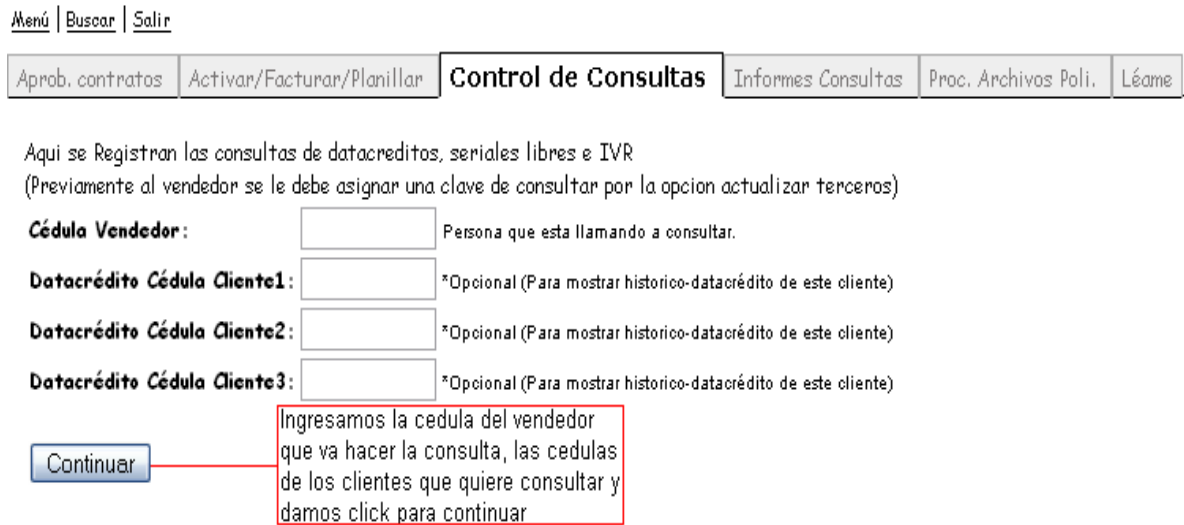 Menú | Buscar | Salir
Aprob. contratos Activar/Facturar/Planillar Control de Consultas Informes Consultas Proc. Archivos Poli. Léame
Aqui se Registran las consultas de datacreditos, seriales libres e IVR
(Previamente al vendedor se le debe asignar una clave de consultar por la opcion actualizar terceros)
Cédula Vendedor: Persona que esta llamando a consultar.
Datacrédito Cédula Cliente1: *Opcional (Para mostrar historico-datacrédito de este cliente)
Datacrédito Cédula Cliente2: *Opcional (Para mostrar historico-datacrédito de este cliente)
Datacrédito Cédula Cliente3: *Opcional (Para mostrar historico-datacrédito de este cliente)
Continuar
Ingresamos la cedula del vendedor
que va hacer la consulta, las cedulas
de los clientes que quiere consultar y
damos click para continuar